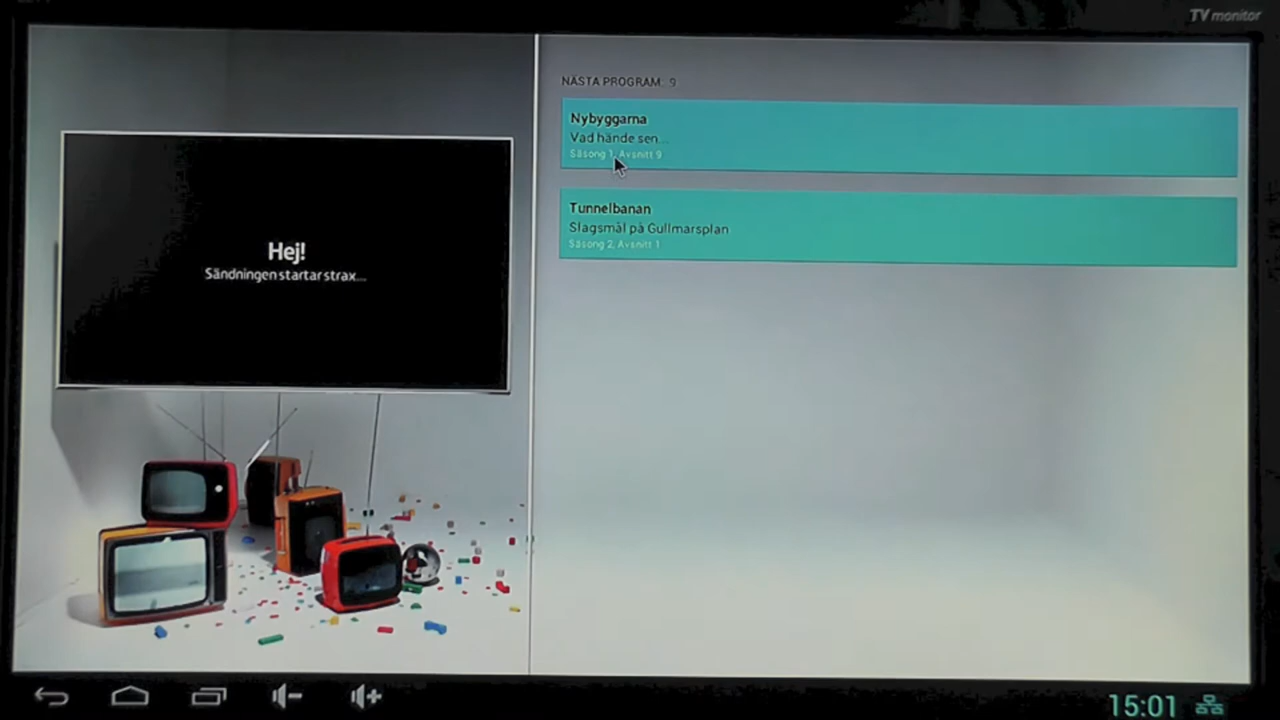 TV monitor
NÄSTA PROGRAM: 9
Nybyggarna
Vad hände sen...
Säsong 1, Avsnitt 9
Tunnelbanan
Slagsmål på Gullmarsplan
Säsong 2, Avsnitt 1
Hej!
Sändningen startar strax...
15:01